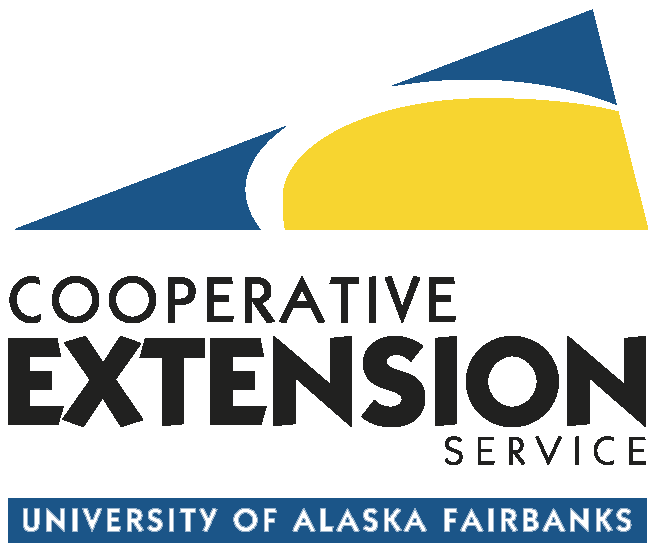 COOPERATIVE
EXTENSION
SERVICE
UNIVERSITY OF ALASKA FAIRBANKS